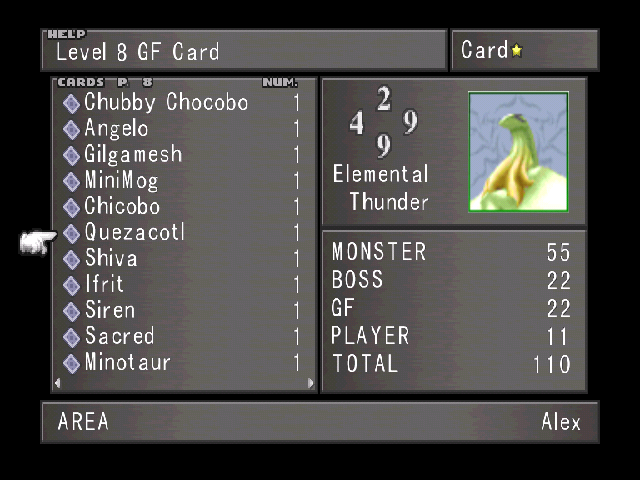 HELP
Level 8 GF Card
Card★
CARDS P. 8 NUM.
Chubby Chocobo 1
Angelo 1
Gilgamesh 1
MiniMog 1
Chicobo 1
Quezacotl 1
Shiva 1
Ifrit 1
Siren 1
Sacred 1
Minotaur 1
2
4 9
9
Elemental
Thunder
MONSTER 55
BOSS 22
GF 22
PLAYER 11
TOTAL 110
AREA Alex